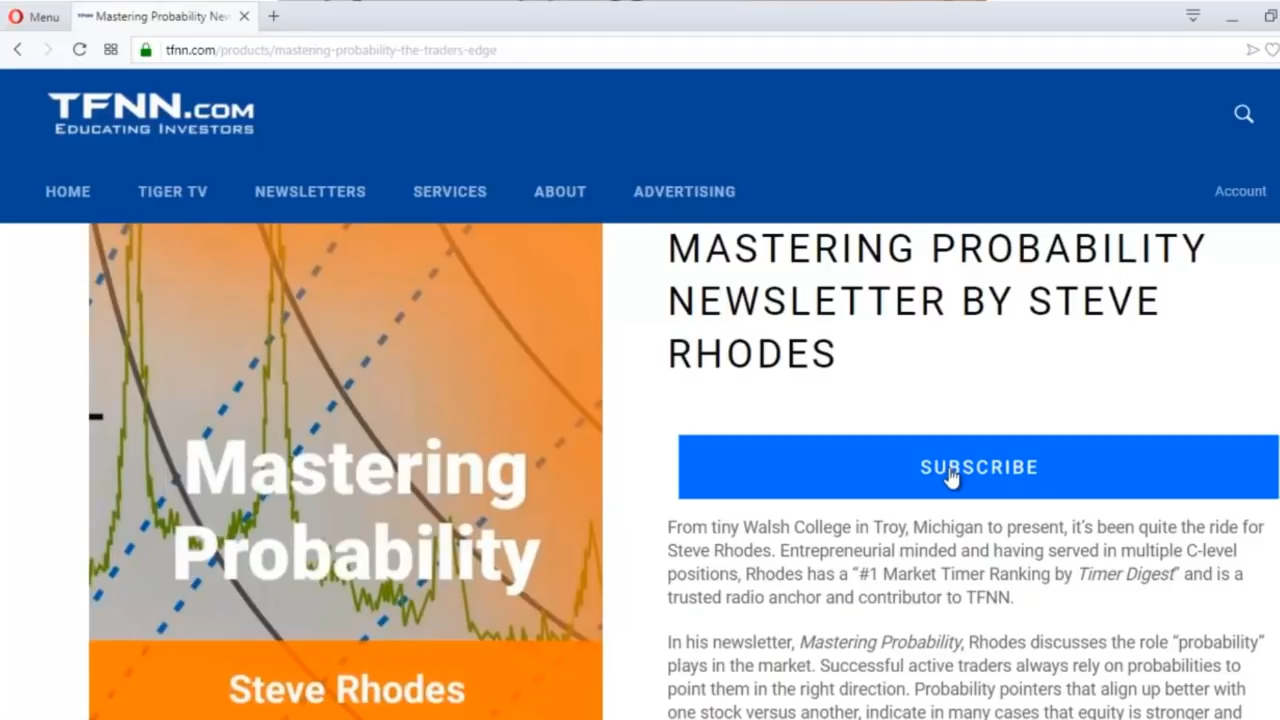 Menu
Mastering Probability New
tfnn.com/products/mastering-probability-the-traders-edge
TFNN.COM
EDUCATING INVESTORS
HOME TIGER TV NEWSLETTERS SERVICES ABOUT ADVERTISING Account
Mastering
Probability
Steve Rhodes
MASTERING PROBABILITY
NEWSLETTER BY STEVE
RHODES
SUBSCRIBE
From tiny Walsh College in Troy, Michigan to present, it's been quite the ride for
Steve Rhodes. Entrepreneurial minded and having served in multiple C-level
positions, Rhodes has a “#1 Market Timer Ranking by Timer Digest” and is a
trusted radio anchor and contributor to TFNN.
In his newsletter, Mastering Probability, Rhodes discusses the role “probability”
plays in the market. Successful active traders always rely on probabilities to
point them in the right direction. Probability pointers that align up better with
one stock versus another, indicate in many cases that equity is stronger and